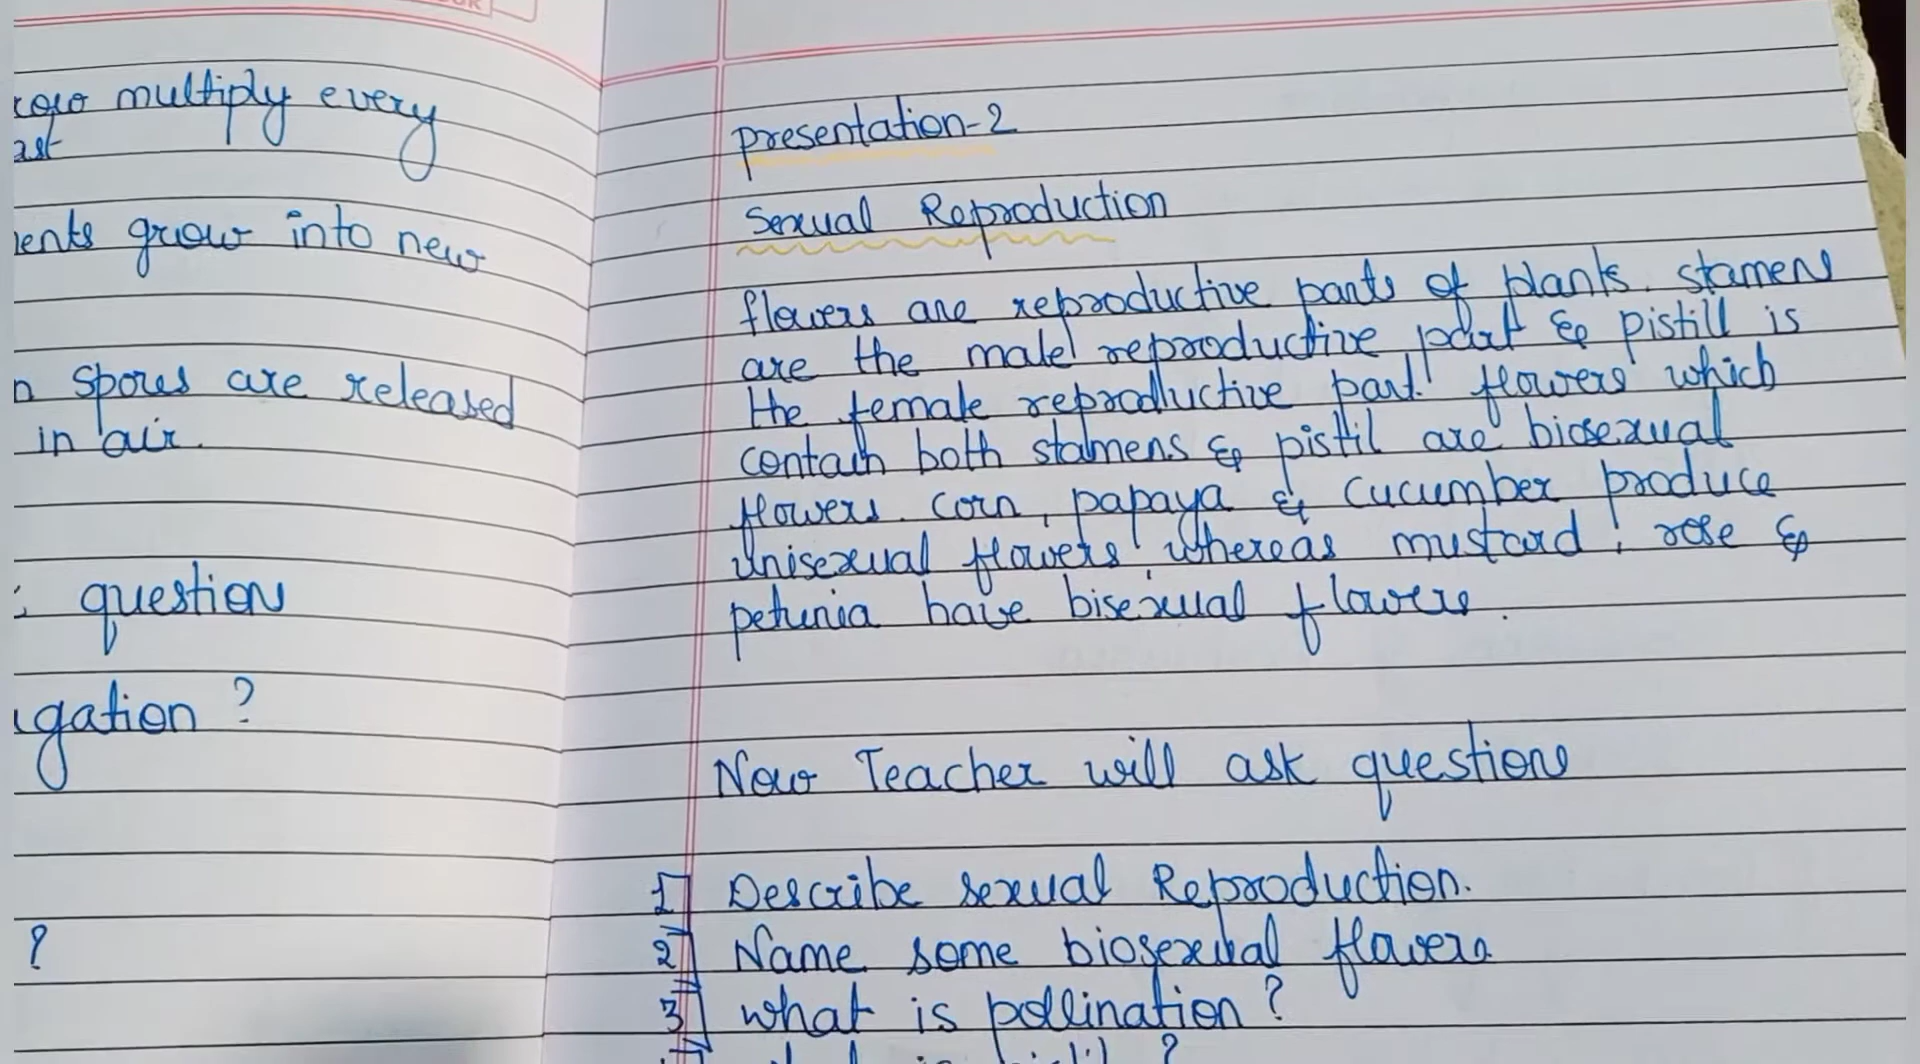 multiply every
ast
ents grow into new
n spores are released
in air.
question
gation ?
?
Presentation-2
Sexual Reproduction
flowers are reproductive parts of plants. stamens
are the male reproductive part & pistill is
the female reproductive part. flowers which
contain both stamens & pistil are biosexual
flowers. corn, papaya & cucumber produce
unisexual flowers, whereas mustard, rose &
petunia have bisexual flowers.
Now Teacher will ask questions
1] Describe sexual Reproduction.
2] Name some biosexual flowers
3] what is pollination ?